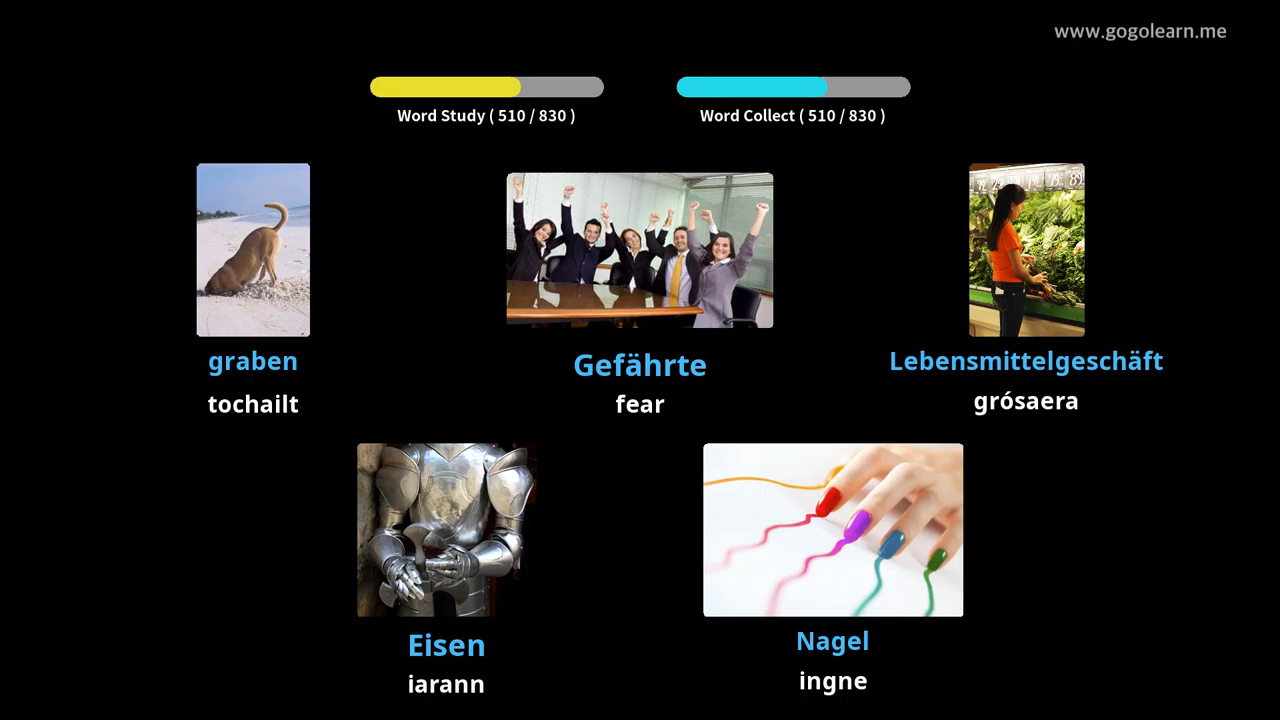 www.gogolearn.me
Word Study ( 510 / 830 )
Word Collect ( 510 / 830 )
graben
tochailt
Gefährte
fear
Lebensmittelgeschäft
grósaera
Eisen
iarann
Nagel
ingne